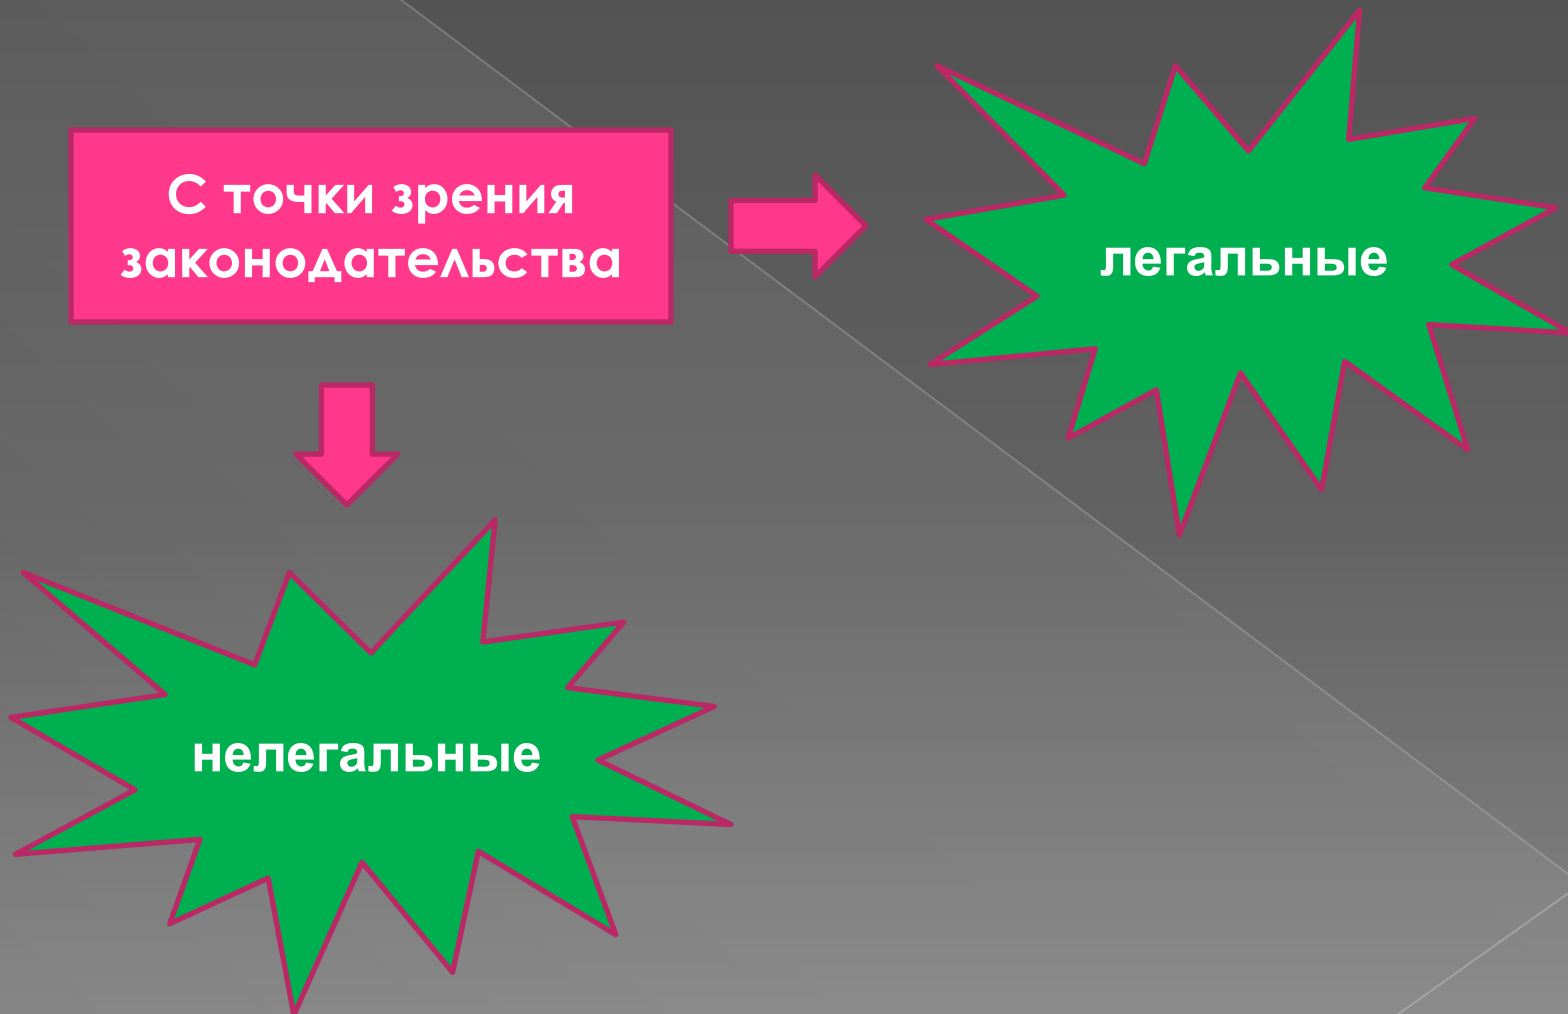 С точки зрения
законодательства
легальные
нелегальные